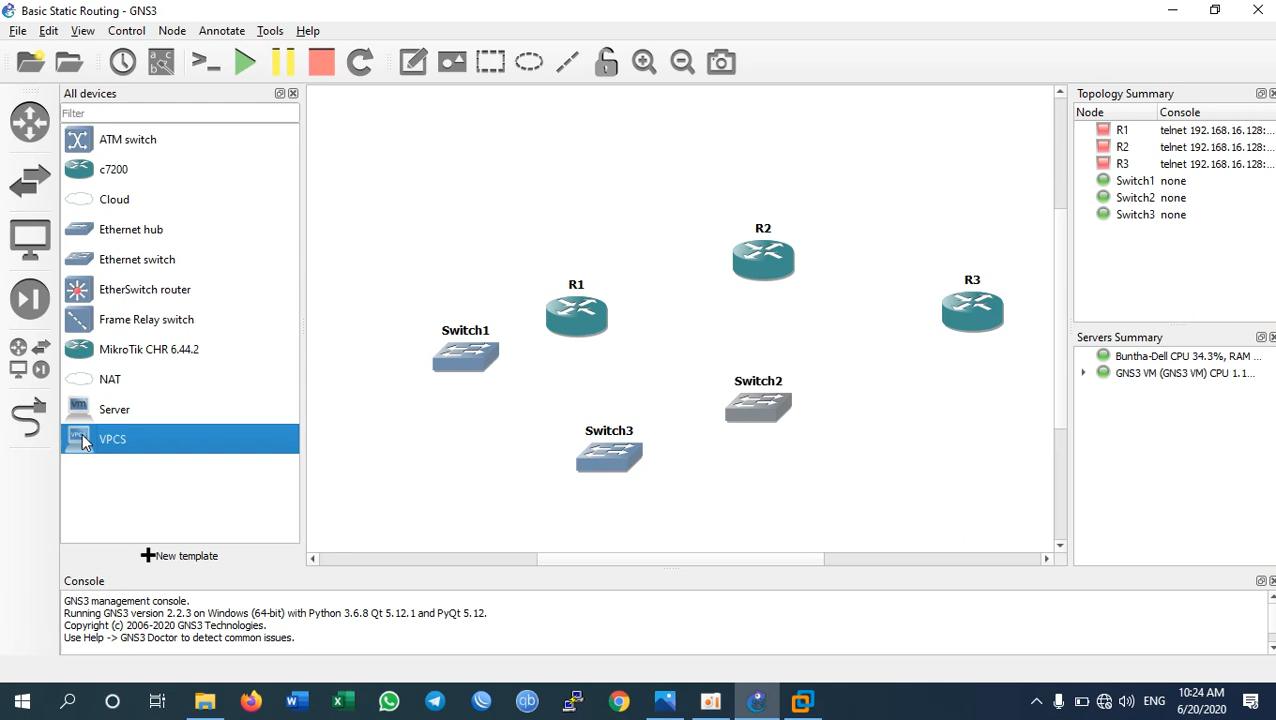 Basic Static Routing - GNS3
File Edit View Control Node Annotate Tools Help
All devices
Filter
ATM switch
c7200
Cloud
Ethernet hub
Ethernet switch
EtherSwitch router
Frame Relay switch
MikroTik CHR 6.44.2
NAT
Server
VPCS
New template
R1
R2
R3
Switch1
Switch2
Switch3
Topology Summary
Node Console
R1 telnet 192.168.16.128:...
R2 telnet 192.168.16.128:...
R3 telnet 192.168.16.128:...
Switch1 none
Switch2 none
Switch3 none
Servers Summary
Buntha-Dell CPU 34.3%, RAM ...
GNS3 VM (GNS3 VM) CPU 1.1...
Console
GNS3 management console.
Running GNS3 version 2.2.3 on Windows (64-bit) with Python 3.6.8 Qt 5.12.1 and PyQt 5.12.
Copyright (c) 2006-2020 GNS3 Technologies.
Use Help -> GNS3 Doctor to detect common issues.
ENG
10:24 AM
6/20/2020